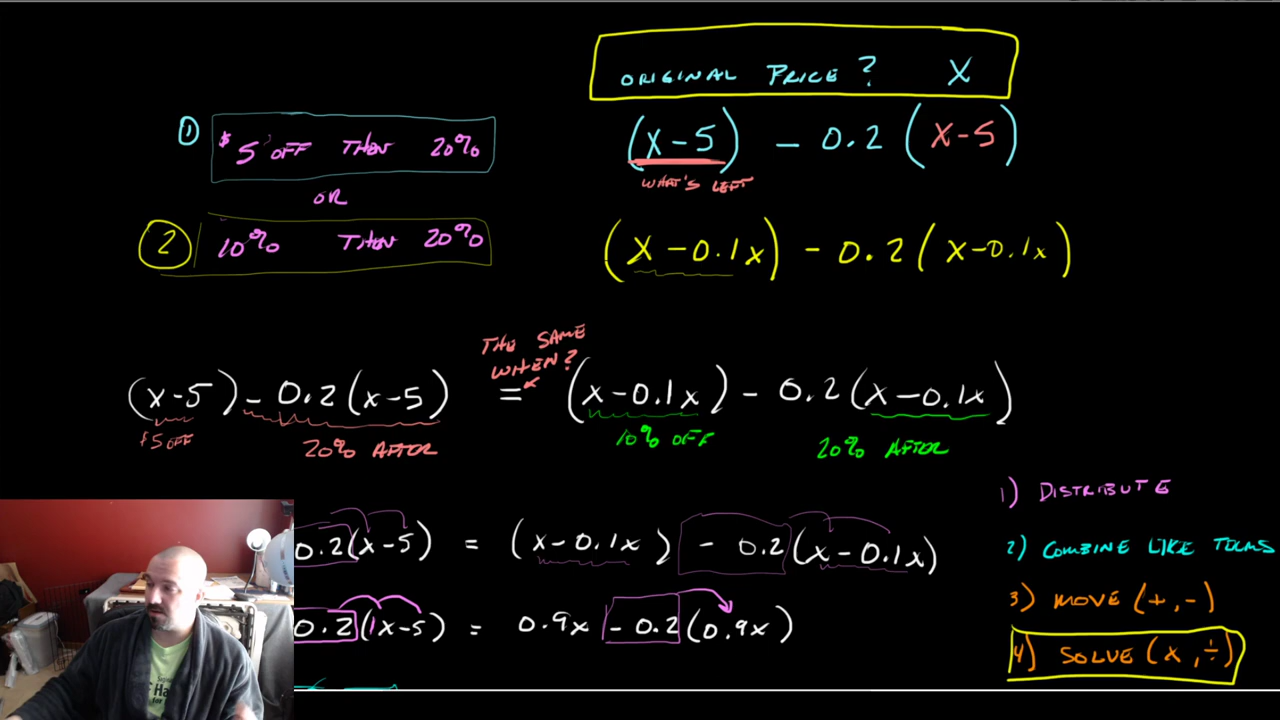 ORIGINAL PRICE? X
① $5 OFF THEN 20%
OR
② 10% THEN 20%
(X-5) - 0.2(X-5)
WHAT'S LEFT
(X-0.1x) - 0.2(X-0.1x)
THE SAME
WHEN?
(x-5) - 0.2(x-5) = (x-0.1x) - 0.2(x-0.1x)
$5 OFF 20% AFTER 10% OFF 20% AFTER
0.2(x-5) = (x-0.1x) - 0.2(x-0.1x)
0.2(x-5) = 0.9x - 0.2(0.9x)
1) DISTRIBUTE
2) COMBINE LIKE TERMS
3) MOVE (+,-)
4) SOLVE (x,÷)